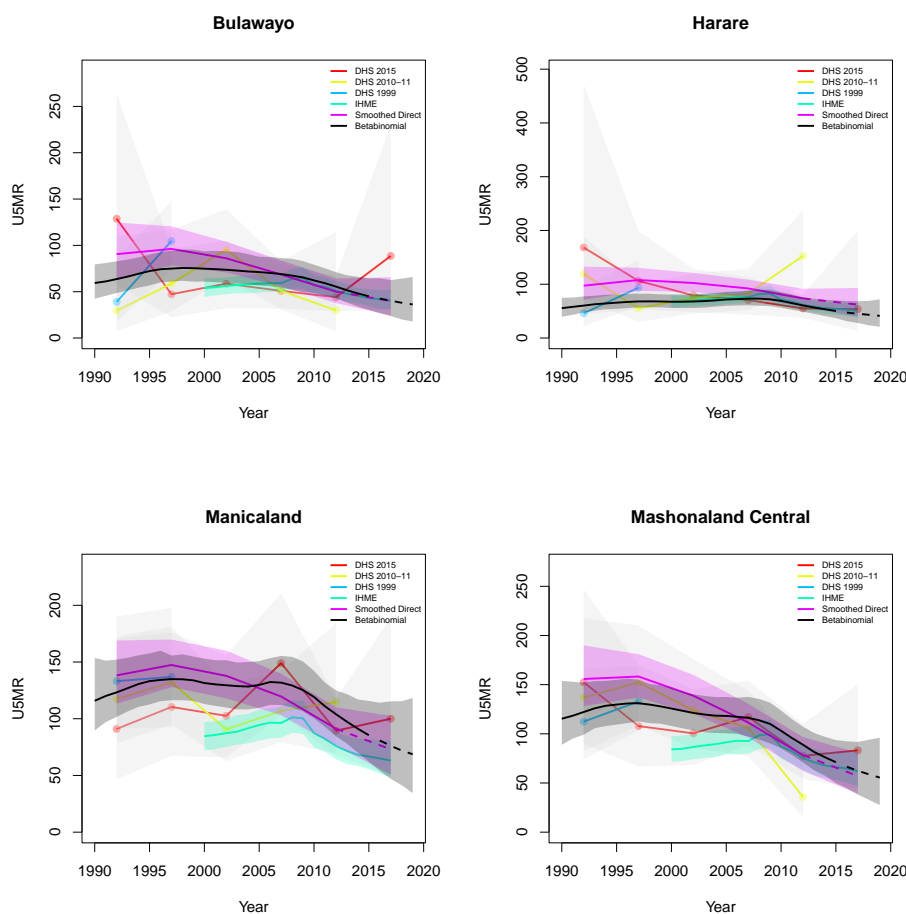 Bulawayo
U5MR
250
200
150
100
50
0
DHS 2015
DHS 2010−11
DHS 1999
IHME
Smoothed Direct
Betabinomial
1990 1995 2000 2005 2010 2015 2020
Year
Harare
U5MR
500
400
300
200
100
0
DHS 2015
DHS 2010−11
DHS 1999
IHME
Smoothed Direct
Betabinomial
1990 1995 2000 2005 2010 2015 2020
Year
Manicaland
U5MR
200
150
100
50
0
DHS 2015
DHS 2010−11
DHS 1999
IHME
Smoothed Direct
Betabinomial
1990 1995 2000 2005 2010 2015 2020
Year
Mashonaland Central
U5MR
250
200
150
100
50
0
DHS 2015
DHS 2010−11
DHS 1999
IHME
Smoothed Direct
Betabinomial
1990 1995 2000 2005 2010 2015 2020
Year